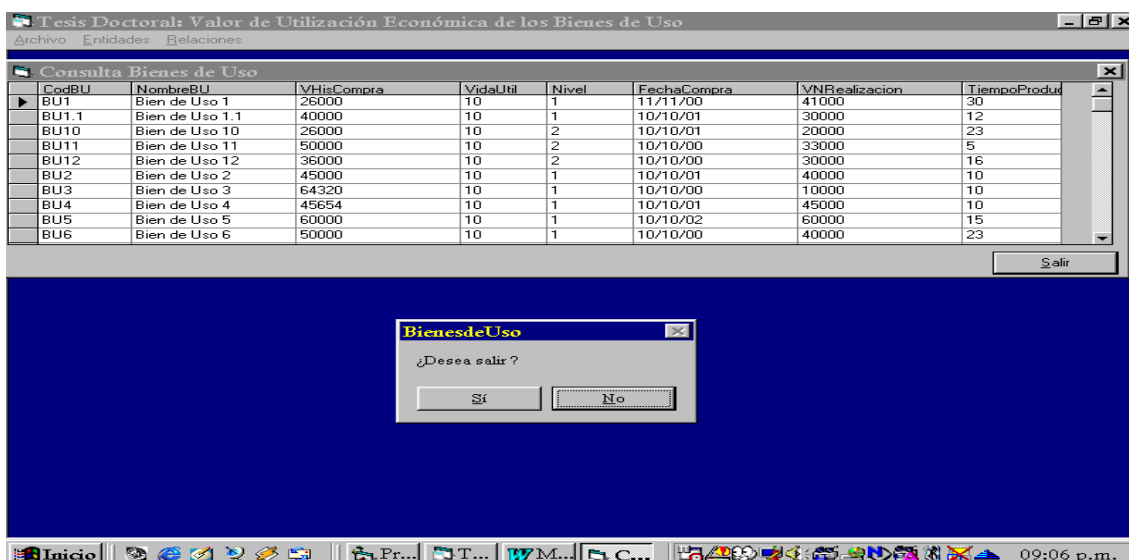 Tesis Doctoral: Valor de Utilización Económica de los Bienes de Uso
Archivo Entidades Relaciones
Consulta Bienes de Uso
CodBU NombreBU VHisCompra VidaUtil Nivel FechaCompra VNRealizacion TiempoProduc
BU1 Bien de Uso 1 26000 10 1 11/11/00 41000 30
BU1.1 Bien de Uso 1.1 40000 10 1 10/10/01 30000 12
BU10 Bien de Uso 10 26000 10 2 10/10/01 20000 23
BU11 Bien de Uso 11 50000 10 2 10/10/00 33000 5
BU12 Bien de Uso 12 36000 10 2 10/10/00 30000 16
BU2 Bien de Uso 2 45000 10 1 10/10/01 40000 10
BU3 Bien de Uso 3 64320 10 1 10/10/00 10000 10
BU4 Bien de Uso 4 45654 10 1 10/10/01 45000 10
BU5 Bien de Uso 5 60000 10 1 10/10/02 60000 15
BU6 Bien de Uso 6 50000 10 1 10/10/00 40000 23
Salir
BienesdeUso
¿Desea salir?
Sí No
Inicio Pr... T... M... C... 09:06 p.m.